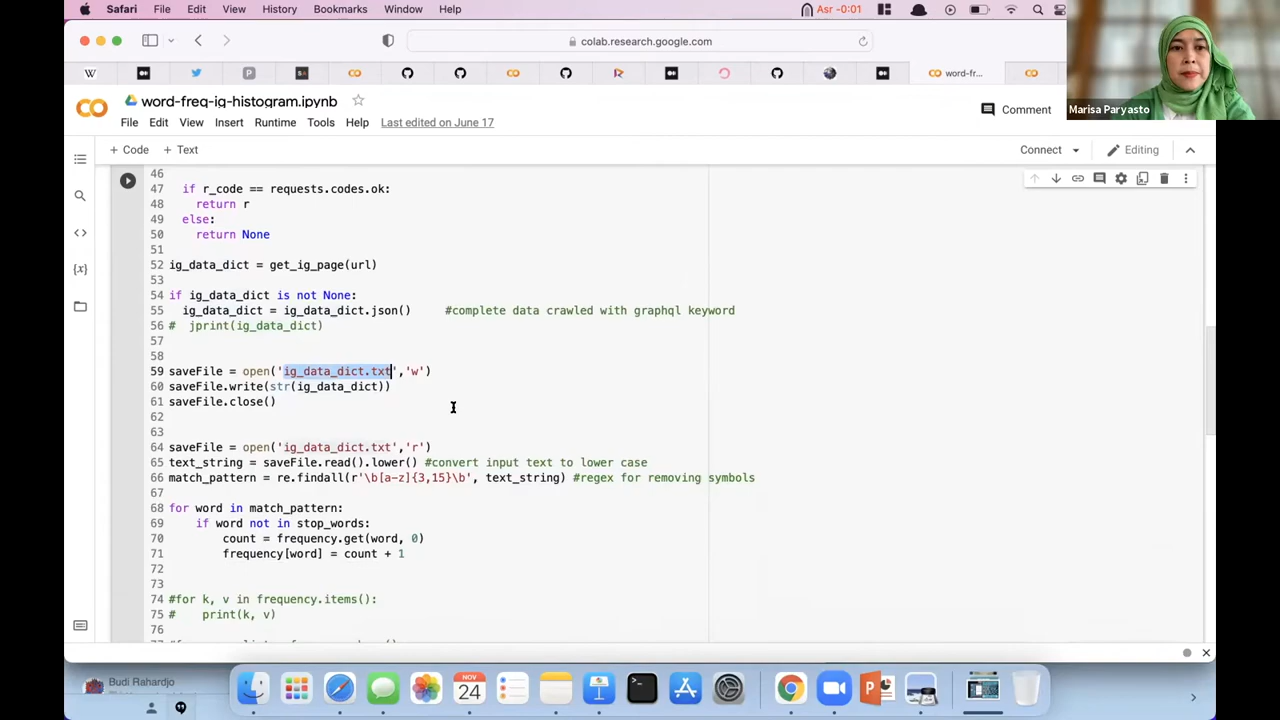 Safari File Edit View History Bookmarks Window Help Asr -0:01
colab.research.google.com
word-fr...
Marisa Paryasto
word-freq-ig-histogram.ipynb
Comment
File Edit View Insert Runtime Tools Help Last edited on June 17
+ Code + Text Connect Editing
46
47 if r_code == requests.codes.ok:
48 return r
49 else:
50 return None
51
52 ig_data_dict = get_ig_page(url)
53
54 if ig_data_dict is not None:
55 ig_data_dict = ig_data_dict.json() #complete data crawled with graphql keyword
56 # jprint(ig_data_dict)
57
58
59 saveFile = open('ig_data_dict.txt','w')
60 saveFile.write(str(ig_data_dict))
61 saveFile.close()
62
63
64 saveFile = open('ig_data_dict.txt','r')
65 text_string = saveFile.read().lower() #convert input text to lower case
66 match_pattern = re.findall(r'\b[a-z]{3,15}\b', text_string) #regex for removing symbols
67
68 for word in match_pattern:
69 if word not in stop_words:
70 count = frequency.get(word, 0)
71 frequency[word] = count + 1
72
73
74 #for k, v in frequency.items():
75 # print(k, v)
76
Budi Rahardjo
NOV
24